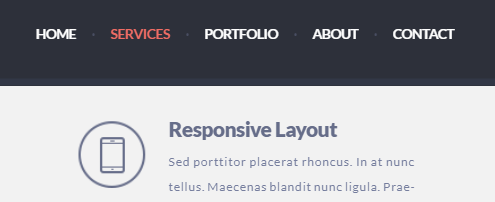 HOME · SERVICES · PORTFOLIO · ABOUT · CONTACT
Responsive Layout
Sed porttitor placerat rhoncus. In at nunc
tellus. Maecenas blandit nunc ligula. Prae-